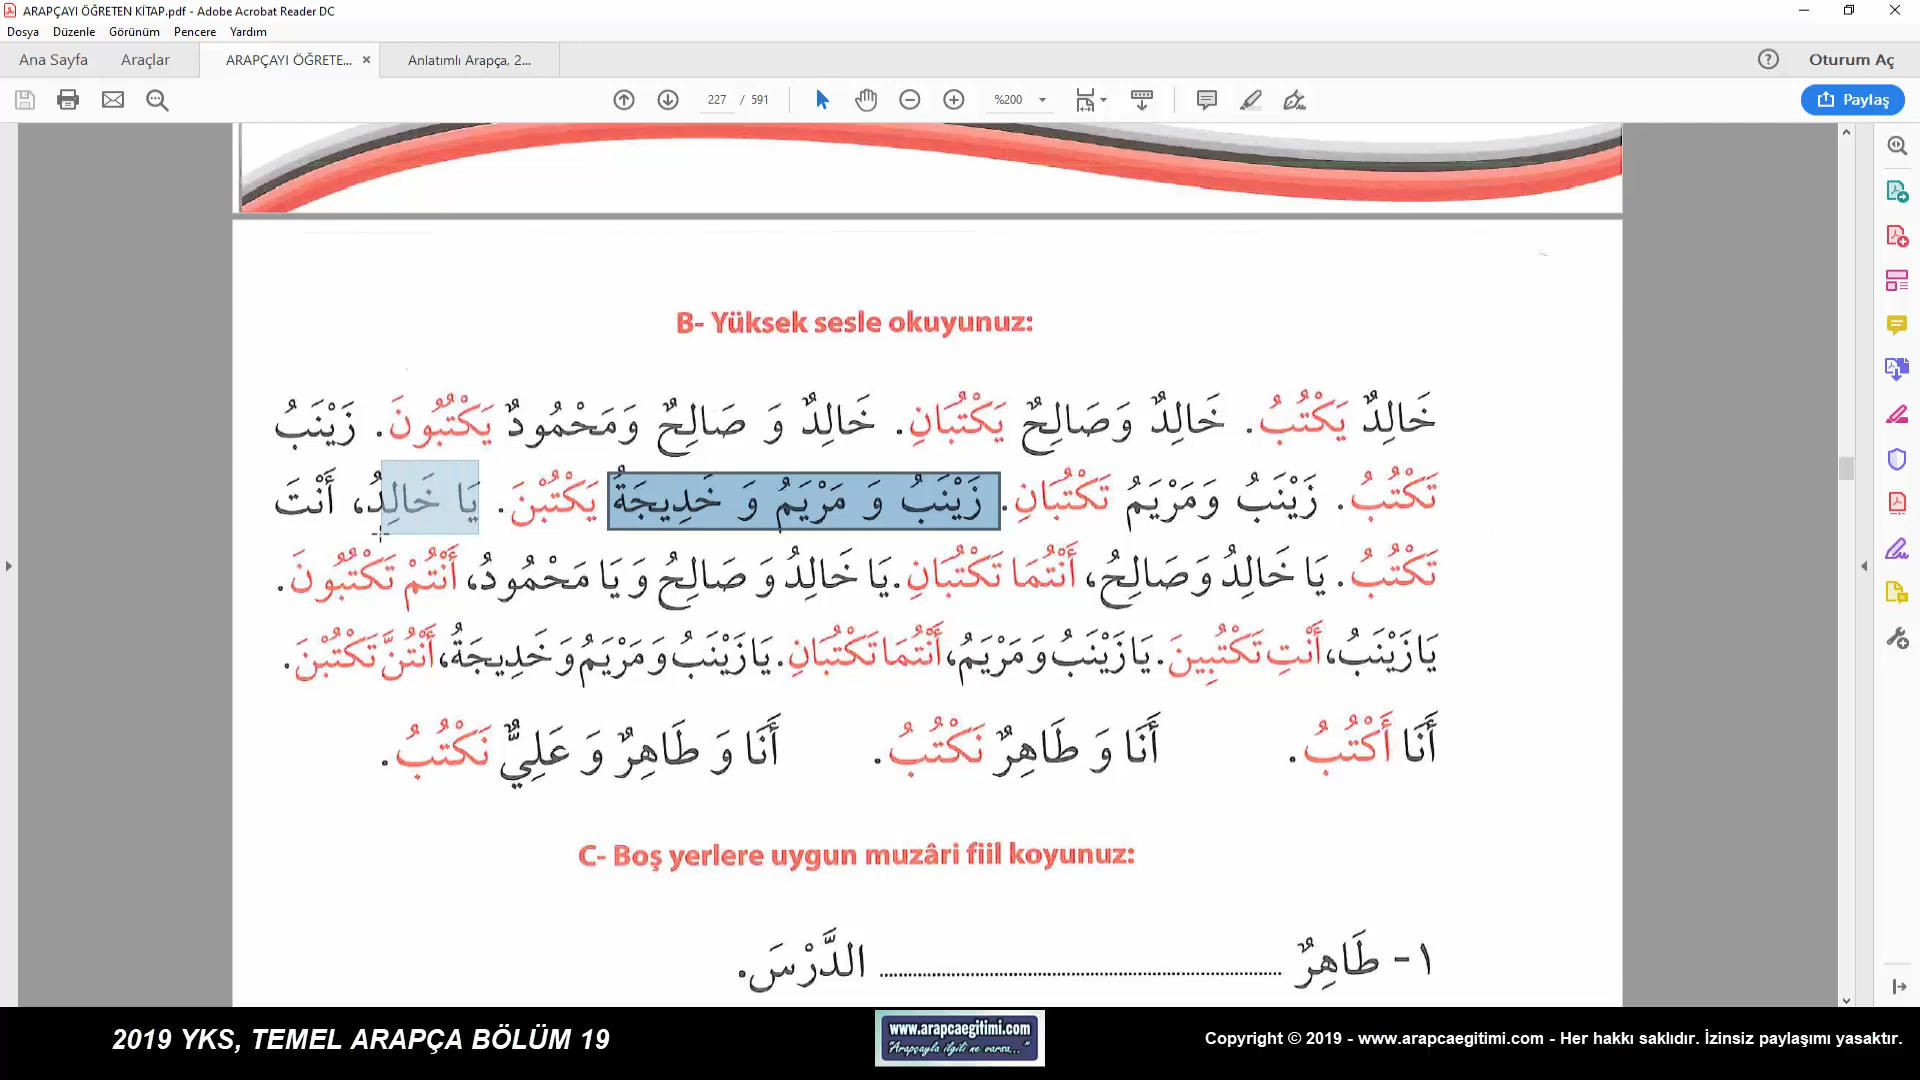 ARAPÇAYI ÖĞRETEN KİTAP.pdf - Adobe Acrobat Reader DC
Dosya Düzenle Görünüm Pencere Yardım
Ana Sayfa Araçlar ARAPÇAYI ÖĞRETE... Anlatımlı Arapça, 2... Oturum Aç
227 / 591 %200 Paylaş
B- Yüksek sesle okuyunuz:
خَالِدٌ يَكْتُبُ. خَالِدٌ وَصَالِحٌ يَكْتُبَانِ. خَالِدٌ وَ صَالِحٌ وَمَحْمُودٌ يَكْتُبُونَ. زَيْنَبُ
تَكْتُبُ. زَيْنَبُ وَمَرْيَمُ تَكْتُبَانِ. زَيْنَبُ وَ مَرْيَمُ وَ خَدِيجَةُ يَكْتُبْنَ. يَا خَالِدُ، أَنْتَ
تَكْتُبُ. يَا خَالِدُ وَ صَالِحُ، أَنْتُمَا تَكْتُبَانِ. يَا خَالِدُ وَ صَالِحُ وَ يَا مَحْمُودُ، أَنْتُمْ تَكْتُبُونَ.
يَا زَيْنَبُ، أَنْتِ تَكْتُبِينَ. يَا زَيْنَبُ وَ مَرْيَمُ، أَنْتُمَا تَكْتُبَانِ. يَا زَيْنَبُ وَ مَرْيَمُ وَ خَدِيجَةُ، أَنْتُنَّ تَكْتُبْنَ.
أَنَا أَكْتُبُ. أَنَا وَ طَاهِرٌ نَكْتُبُ. أَنَا وَ طَاهِرٌ وَ عَلِيٌّ نَكْتُبُ.
C- Boş yerlere uygun muzâri fiil koyunuz:
١- طَاهِرٌ ........................ الدَّرْسَ.
2019 YKS, TEMEL ARAPÇA BÖLÜM 19
www.arapcaegitimi.com
"Arapçayla ilgili ne varsa..."
Copyright © 2019 - www.arapcaegitimi.com - Her hakkı saklıdır. İzinsiz paylaşımı yasaktır.